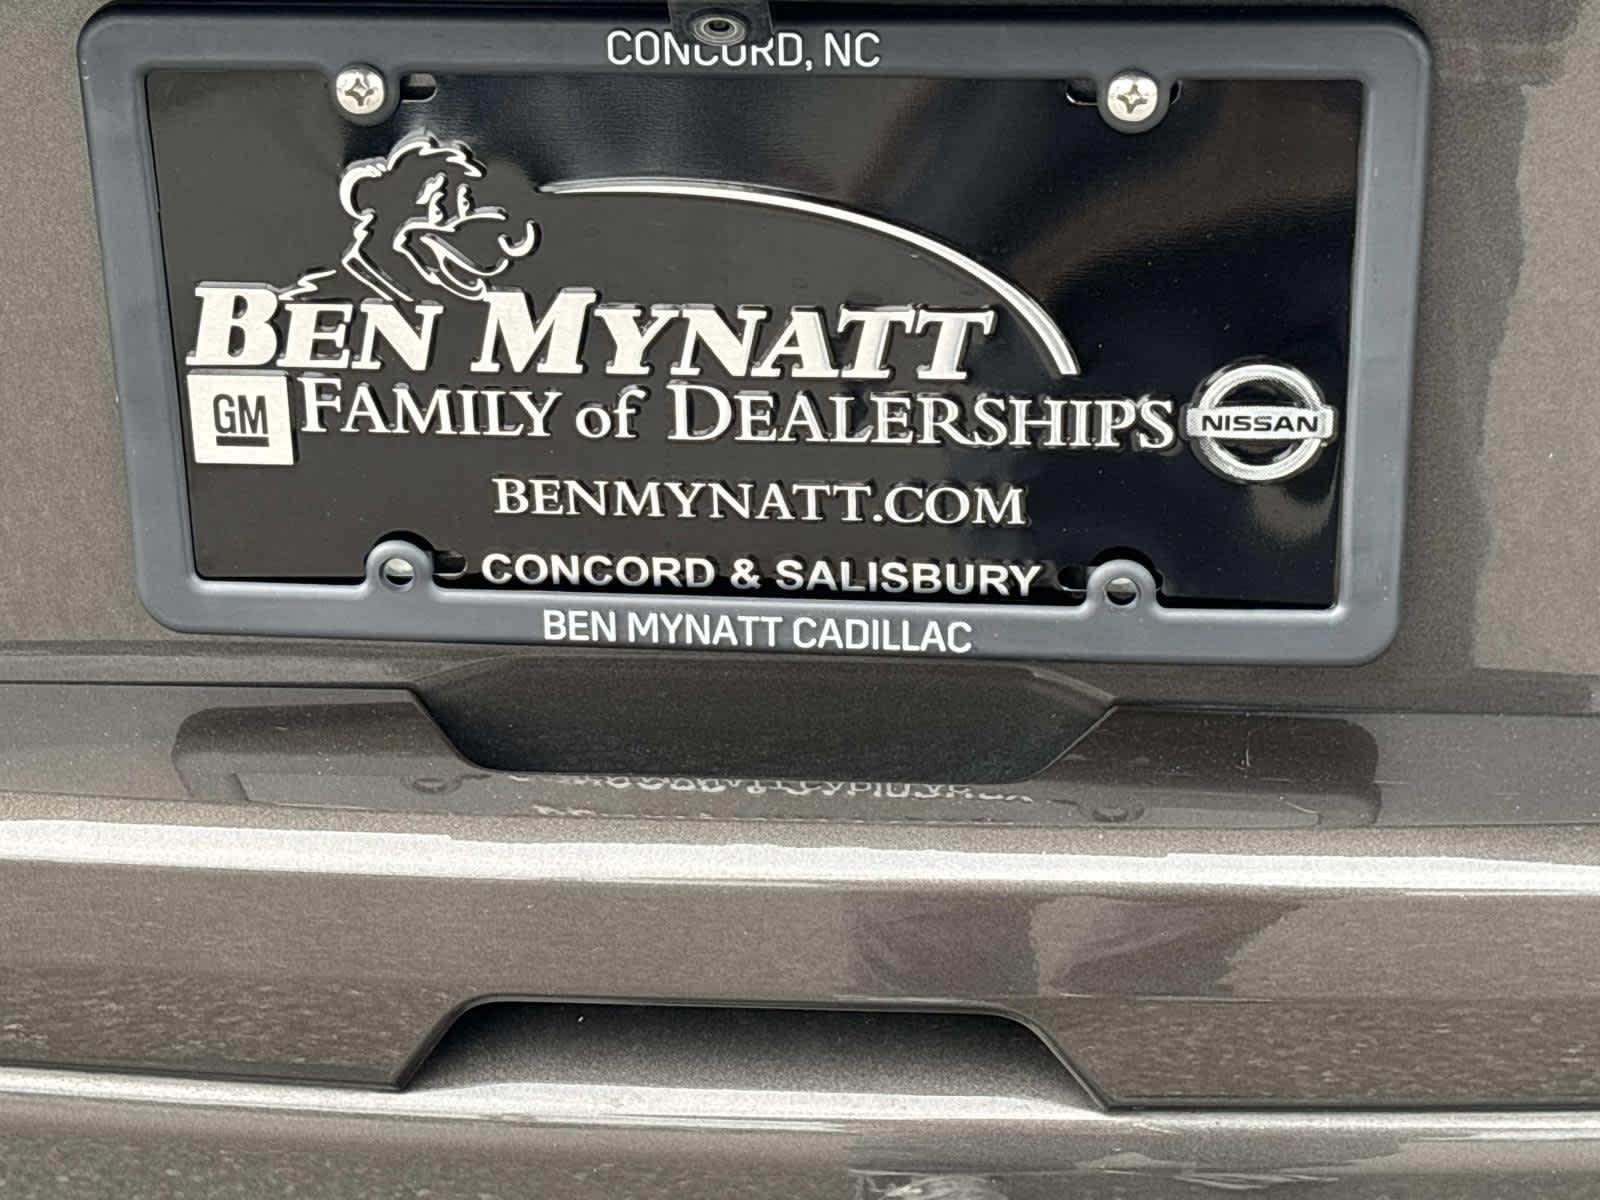 CONCORD, NC
BEN MYNATT
GM
FAMILY of DEALERSHIPS
NISSAN
BENMYNATT.COM
CONCORD & SALISBURY
BEN MYNATT CADILLAC